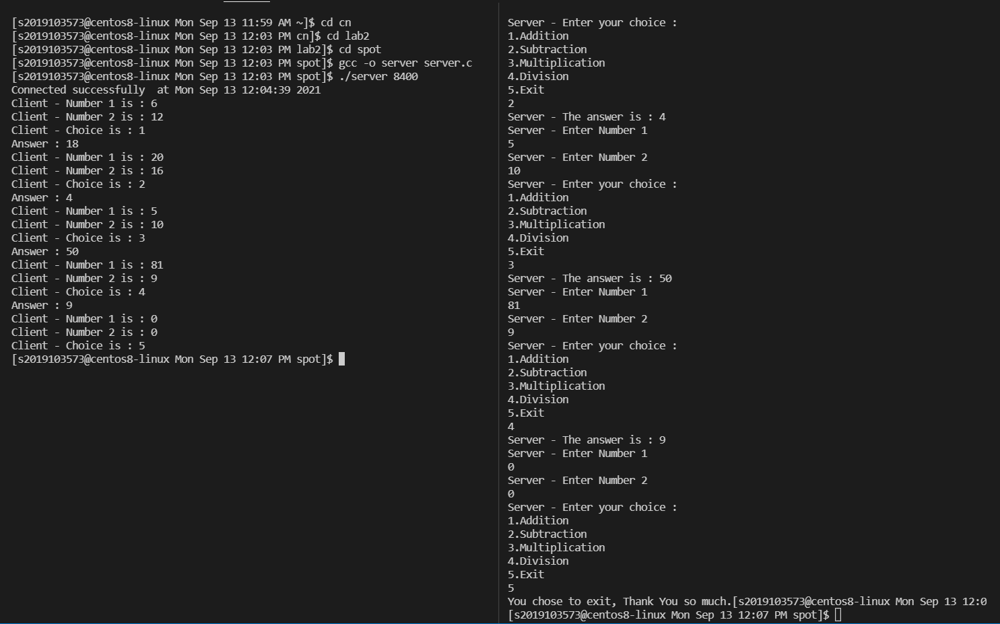 [s2019103573@centos8-linux Mon Sep 13 11:59 AM ~]$ cd cn
[s2019103573@centos8-linux Mon Sep 13 12:03 PM cn]$ cd lab2
[s2019103573@centos8-linux Mon Sep 13 12:03 PM lab2]$ cd spot
[s2019103573@centos8-linux Mon Sep 13 12:03 PM spot]$ gcc -o server server.c
[s2019103573@centos8-linux Mon Sep 13 12:03 PM spot]$ ./server 8400
Connected successfully  at Mon Sep 13 12:04:39 2021
Client - Number 1 is : 6
Client - Number 2 is : 12
Client - Choice is : 1
Answer : 18
Client - Number 1 is : 20
Client - Number 2 is : 16
Client - Choice is : 2
Answer : 4
Client - Number 1 is : 5
Client - Number 2 is : 10
Client - Choice is : 3
Answer : 50
Client - Number 1 is : 81
Client - Number 2 is : 9
Client - Choice is : 4
Answer : 9
Client - Number 1 is : 0
Client - Number 2 is : 0
Client - Choice is : 5
[s2019103573@centos8-linux Mon Sep 13 12:07 PM spot]$
Server - Enter your choice :
1.Addition
2.Subtraction
3.Multiplication
4.Division
5.Exit
2
Server - The answer is : 4
Server - Enter Number 1
5
Server - Enter Number 2
10
Server - Enter your choice :
1.Addition
2.Subtraction
3.Multiplication
4.Division
5.Exit
3
Server - The answer is : 50
Server - Enter Number 1
81
Server - Enter Number 2
9
Server - Enter your choice :
1.Addition
2.Subtraction
3.Multiplication
4.Division
5.Exit
4
Server - The answer is : 9
Server - Enter Number 1
0
Server - Enter Number 2
0
Server - Enter your choice :
1.Addition
2.Subtraction
3.Multiplication
4.Division
5.Exit
5
You chose to exit, Thank You so much.[s2019103573@centos8-linux Mon Sep 13 12:0
[s2019103573@centos8-linux Mon Sep 13 12:07 PM spot]$